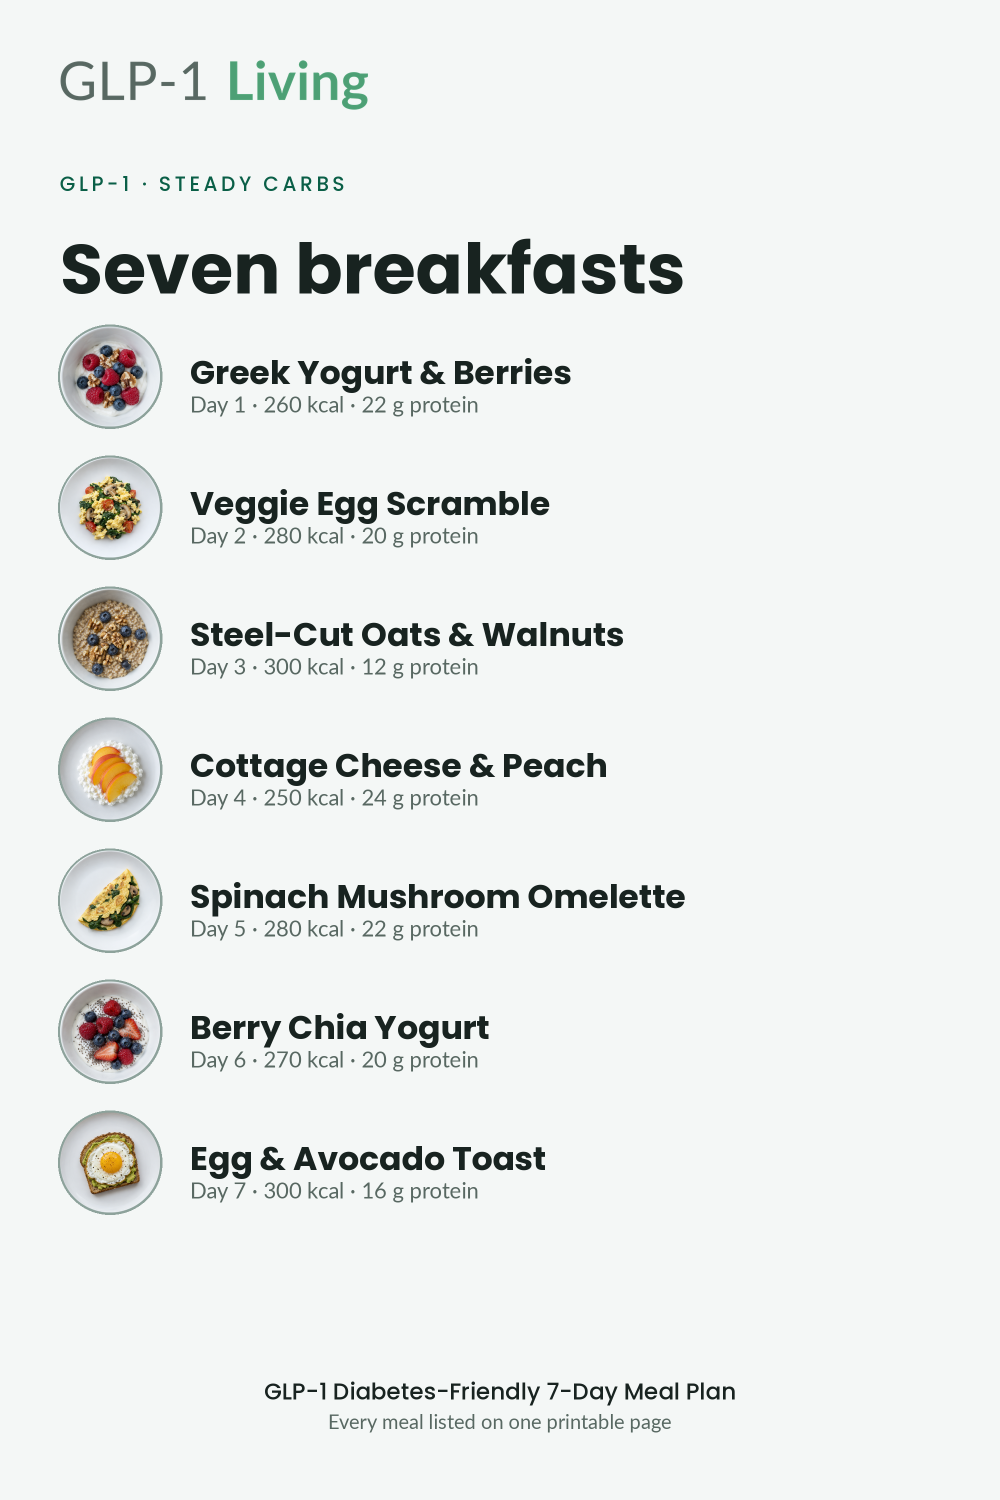 GLP-1 Living
GLP-1 · STEADY CARBS
Seven breakfasts
Greek Yogurt & Berries
Day 1 · 260 kcal · 22 g protein
Veggie Egg Scramble
Day 2 · 280 kcal · 20 g protein
Steel-Cut Oats & Walnuts
Day 3 · 300 kcal · 12 g protein
Cottage Cheese & Peach
Day 4 · 250 kcal · 24 g protein
Spinach Mushroom Omelette
Day 5 · 280 kcal · 22 g protein
Berry Chia Yogurt
Day 6 · 270 kcal · 20 g protein
Egg & Avocado Toast
Day 7 · 300 kcal · 16 g protein
GLP-1 Diabetes-Friendly 7-Day Meal Plan
Every meal listed on one printable page